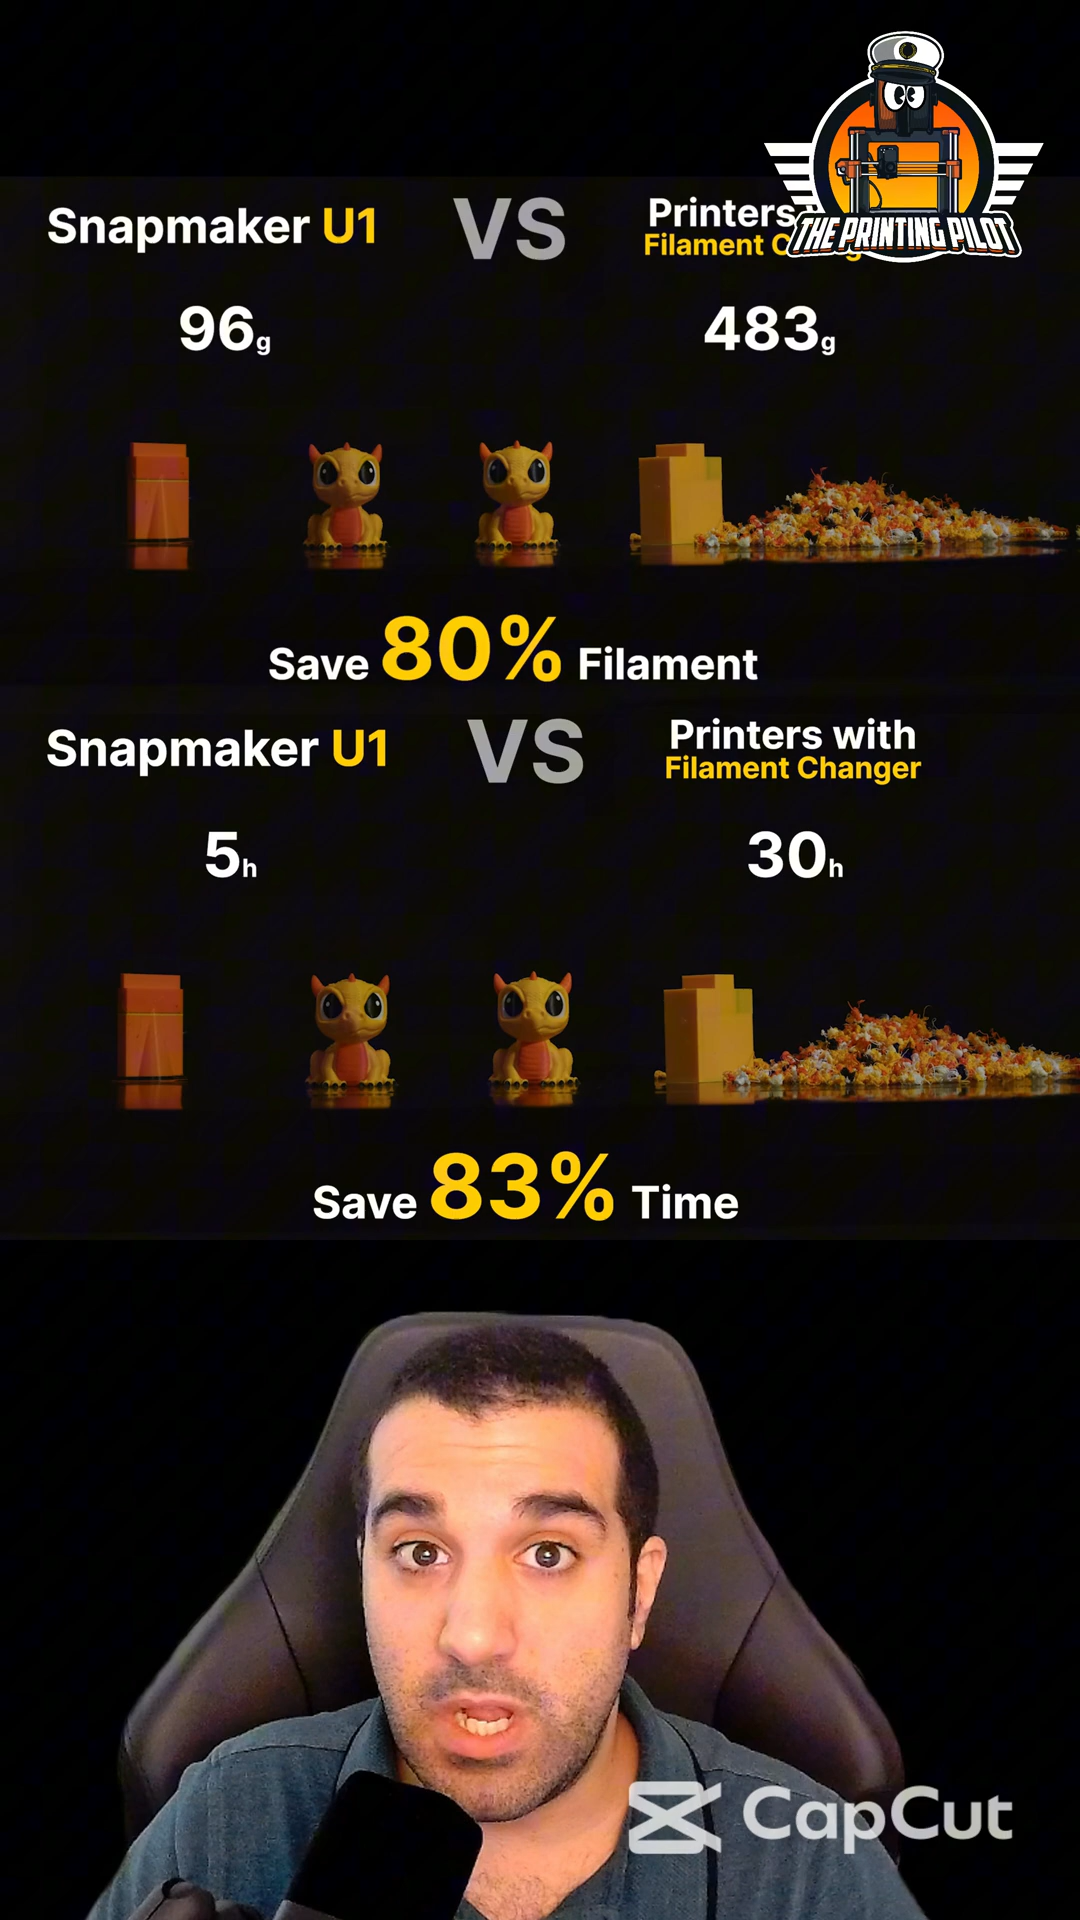 Snapmaker U1
VS
Printers
Filament C
THE PRINTING PILOT
96g
483g
Save 80% Filament
Snapmaker U1
VS
Printers with
Filament Changer
5h
30h
Save 83% Time
CapCut